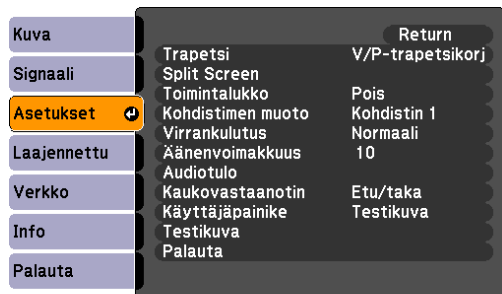 Kuva
Signaali
Asetukset
Laajennettu
Verkko
Info
Palauta
Return
Trapetsi V/P-trapetsikorj
Split Screen
Toimintalukko Pois
Kohdistimen muoto Kohdistin 1
Virrankulutus Normaali
Äänenvoimakkuus 10
Audiotulo
Kaukovastaanotin Etu/taka
Käyttäjäpainike Testikuva
Testikuva
Palauta